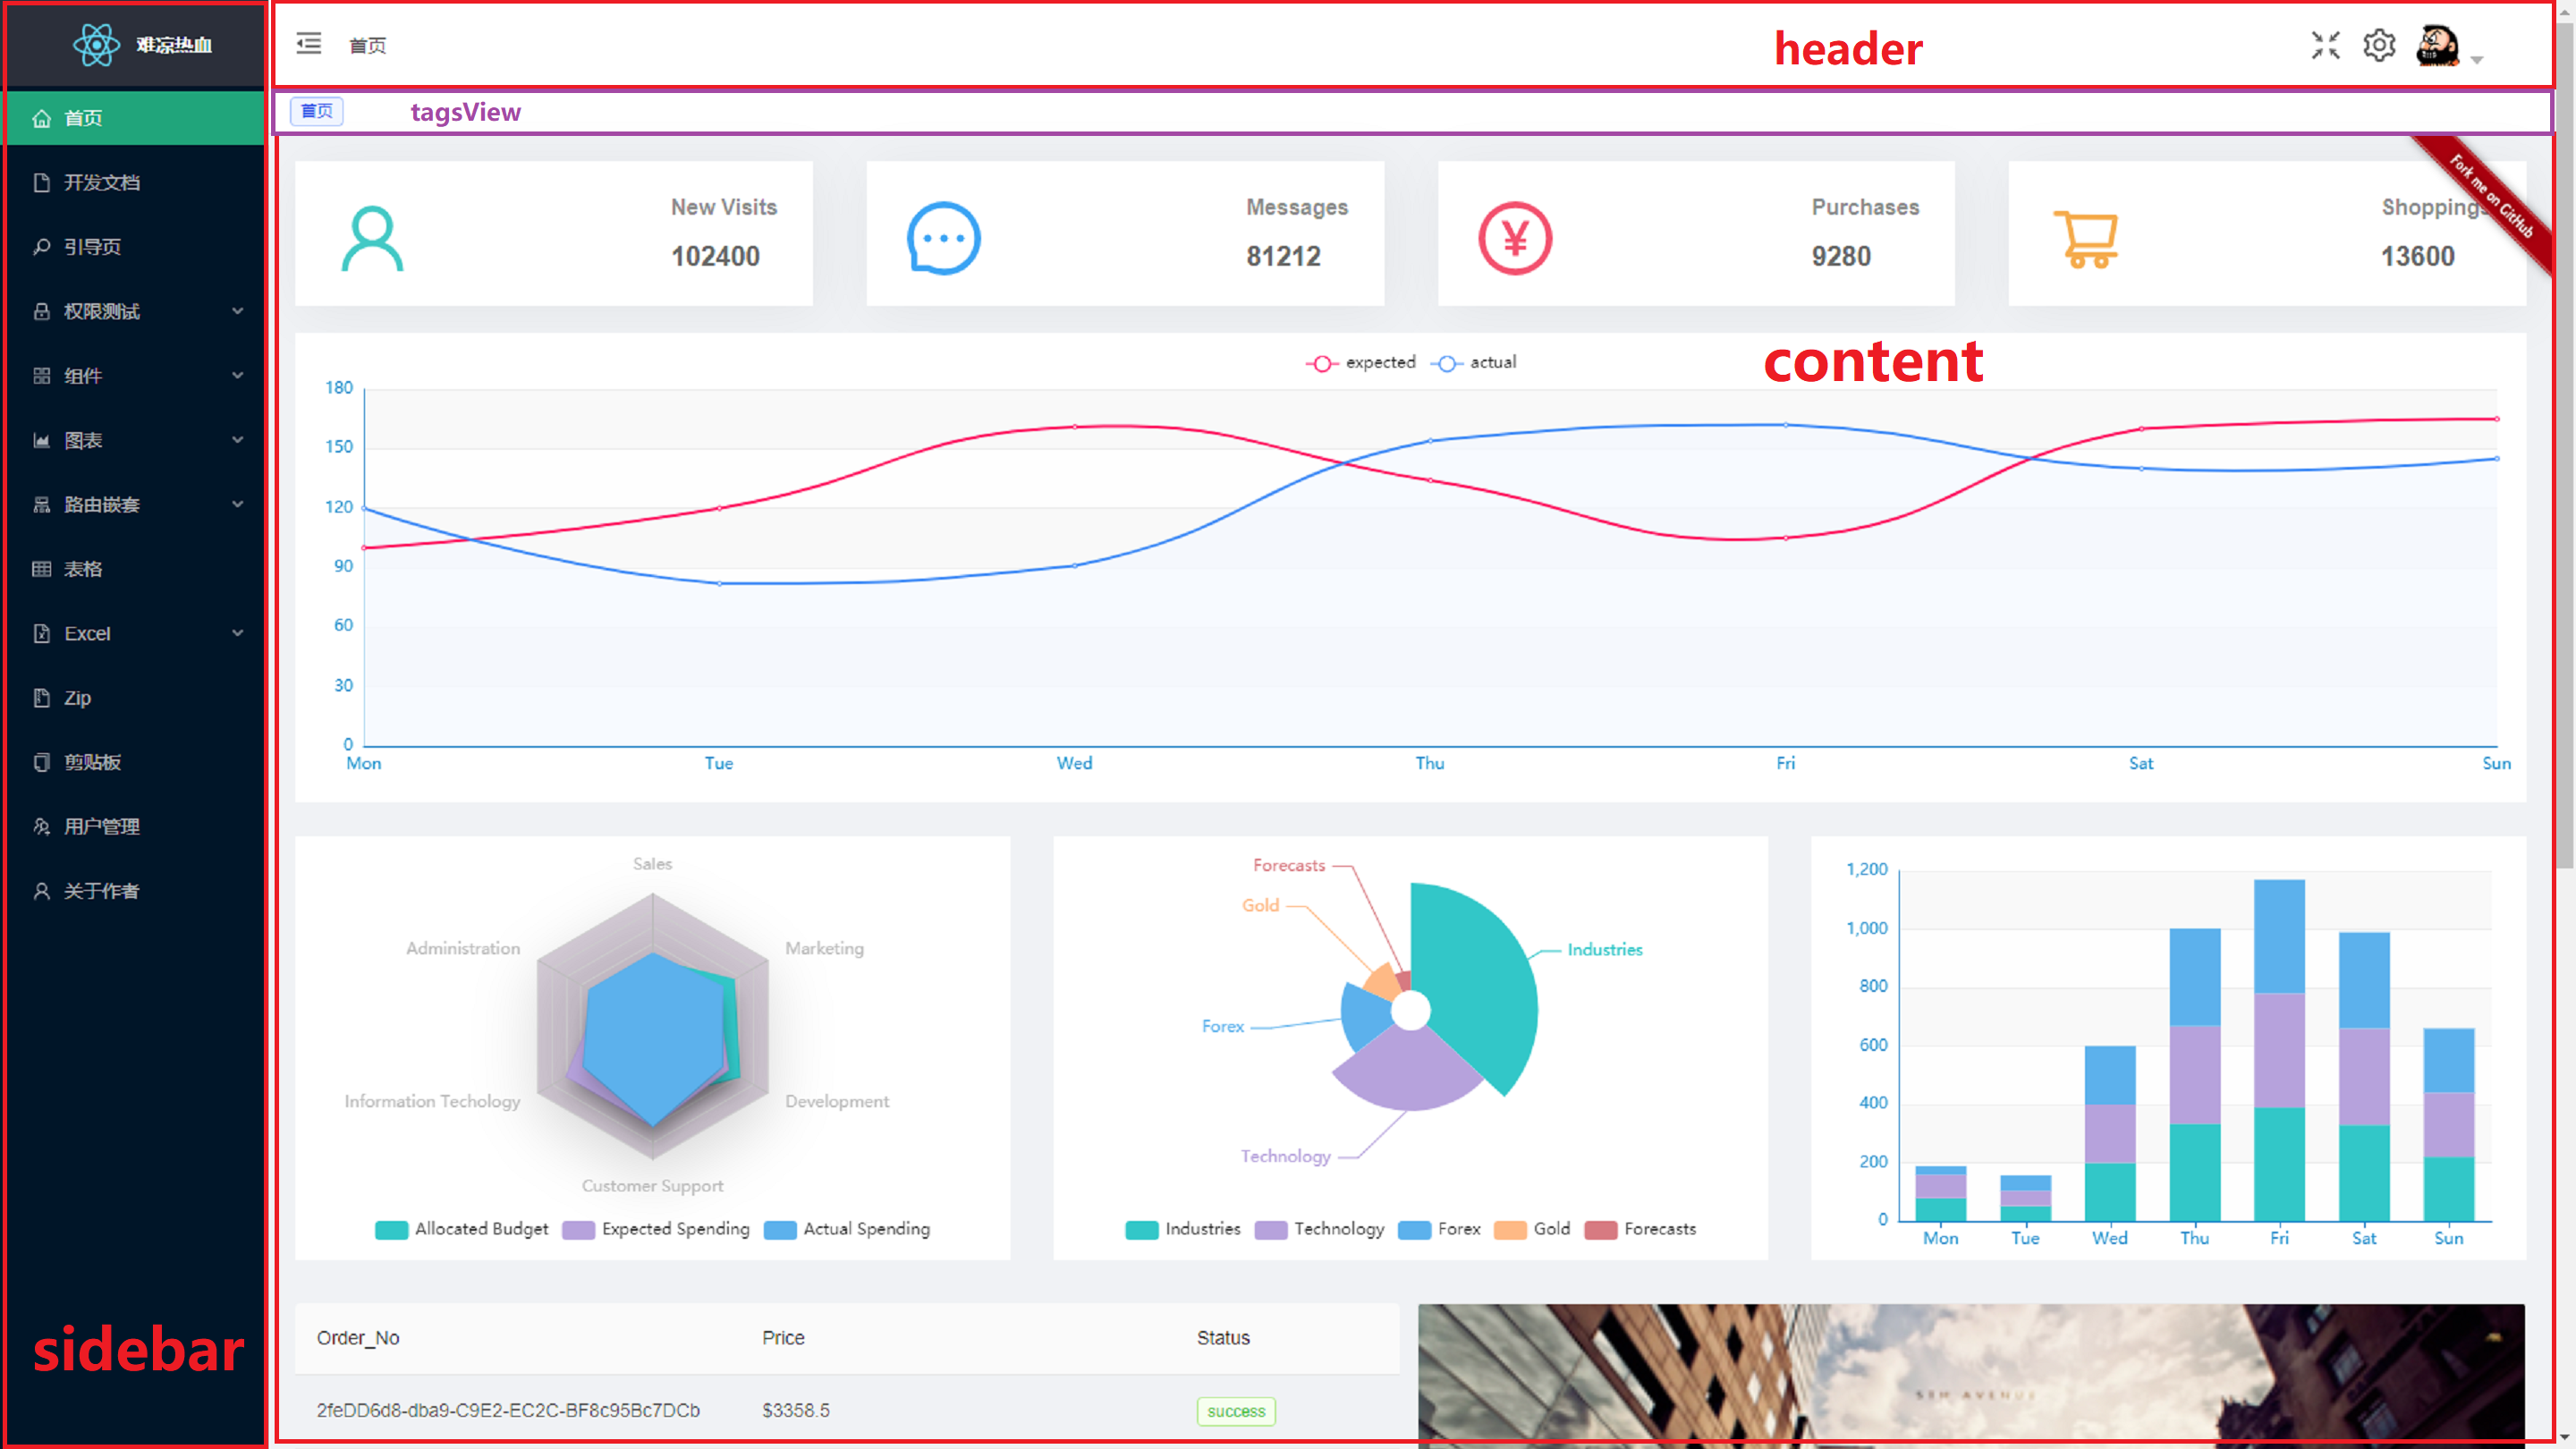 难凉热血
首页
header
首页
tagsView
首页
开发文档
引导页
权限测试
组件
图表
路由嵌套
表格
Excel
Zip
剪贴板
用户管理
关于作者
sidebar
New Visits
102400
Messages
81212
¥
Purchases
9280
Shoppings
13600
Fork me on GitHub
expected actual
content
180
150
120
90
60
30
0
Mon Tue Wed Thu Fri Sat Sun
Sales
Administration Marketing
Information Techology Development
Customer Support
Allocated Budget Expected Spending Actual Spending
Forecasts
Gold
Industries
Forex
Technology
Industries Technology Forex Gold Forecasts
1,200
1,000
800
600
400
200
0
Mon Tue Wed Thu Fri Sat Sun
Order_No Price Status
2feDD6d8-dba9-C9E2-EC2C-BF8c95Bc7DCb $3358.5 success